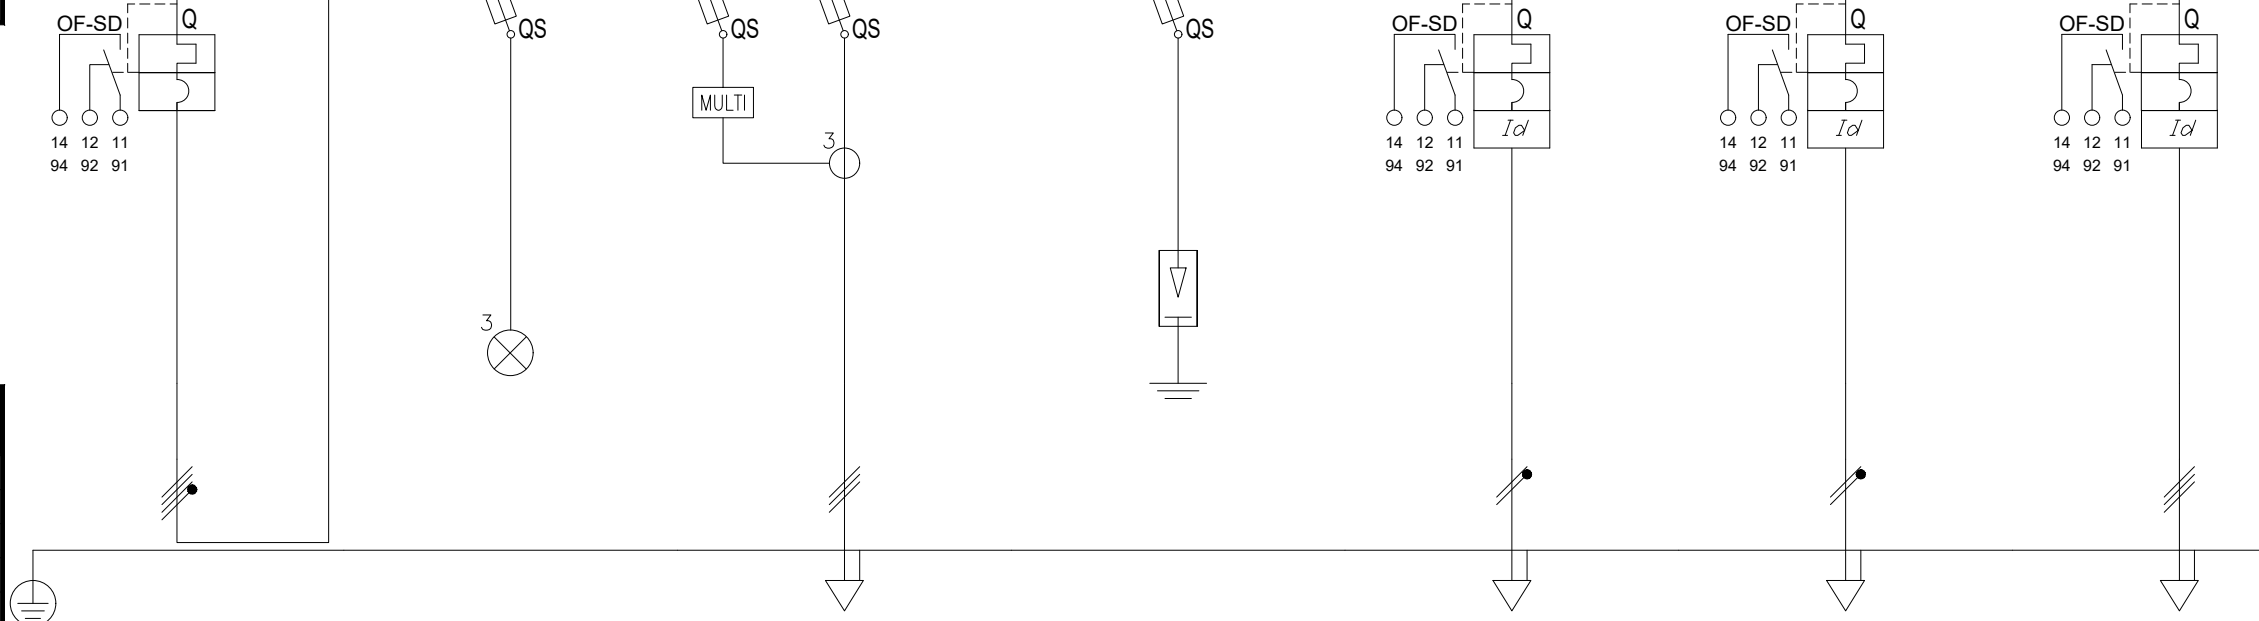 Q QS QS QS QS Q Q Q
OF-SD OF-SD OF-SD OF-SD
MULTI
14 12 11 14 12 11 14 12 11 14 12 11
Id Id Id
94 92 91 94 92 91 94 92 91 94 92 91
3
3